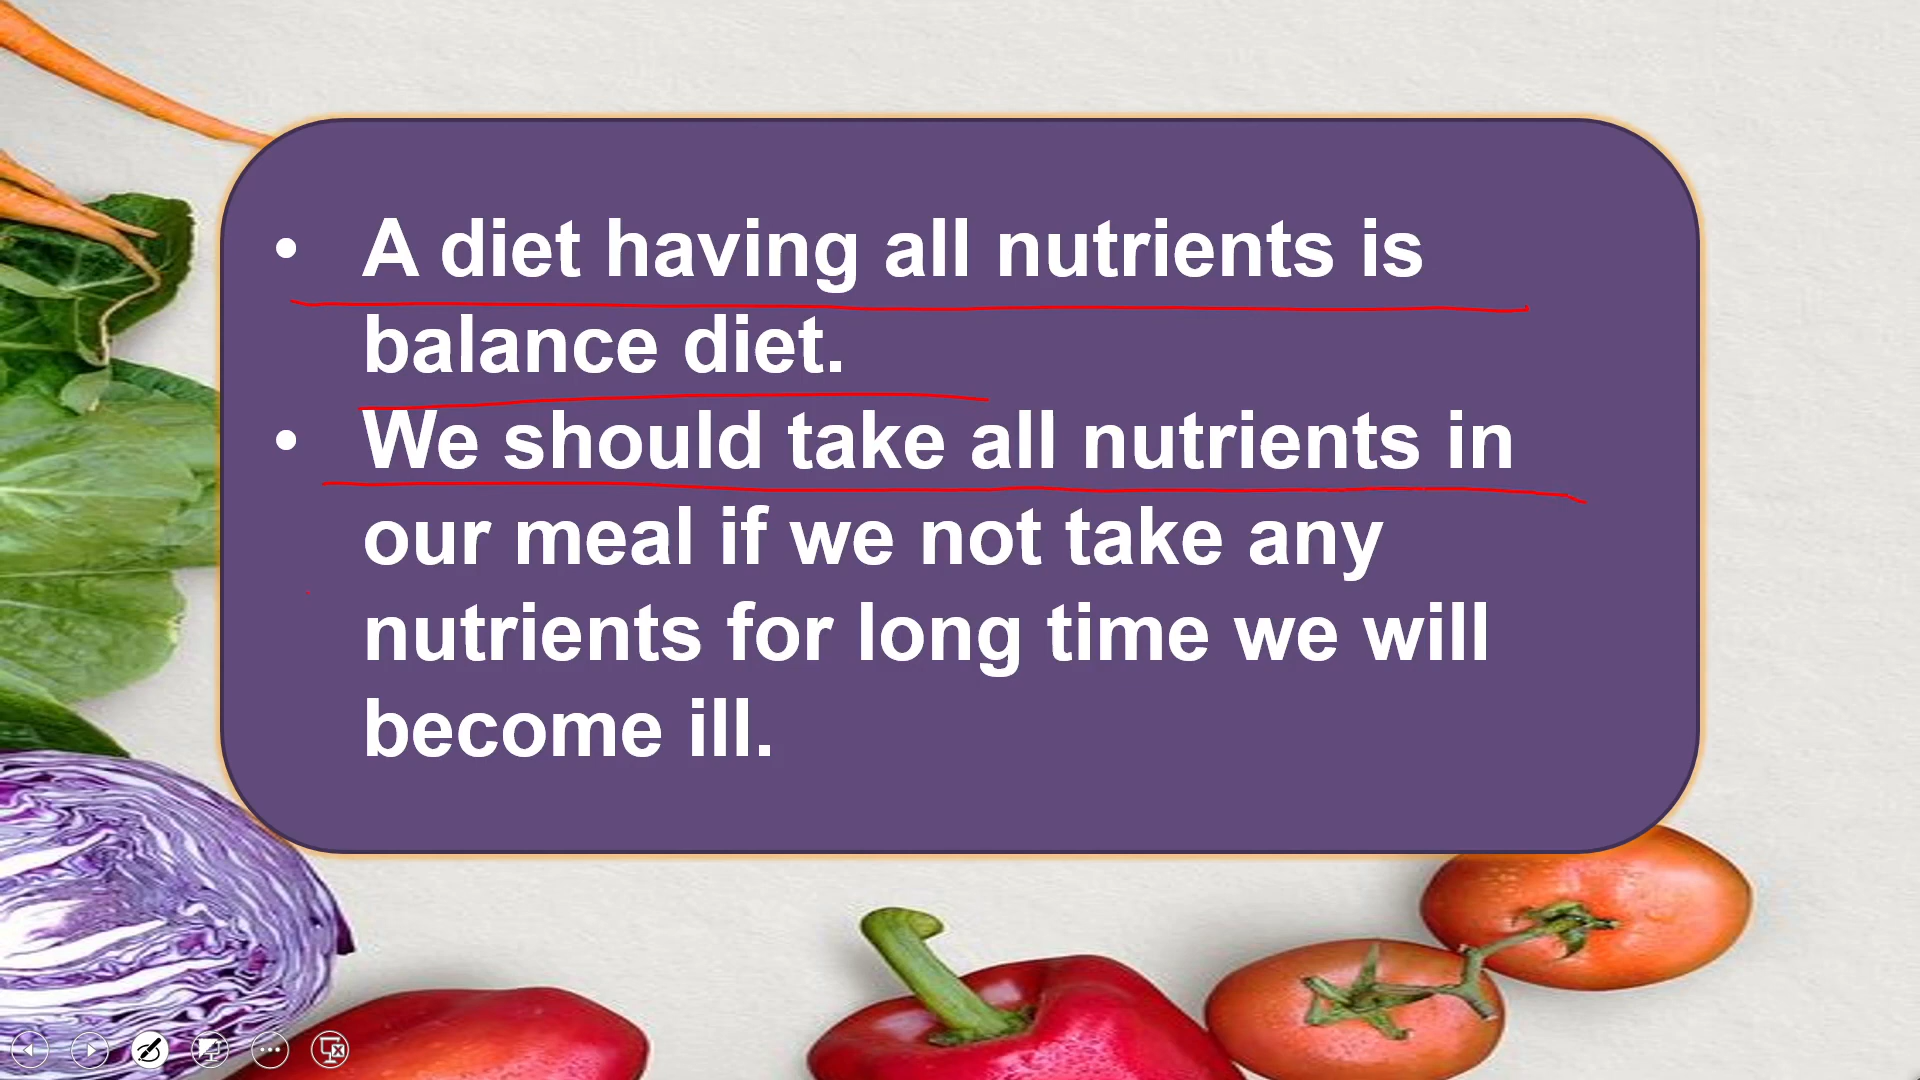 • A diet having all nutrients is
balance diet.
• We should take all nutrients in
our meal if we not take any
nutrients for long time we will
become ill.